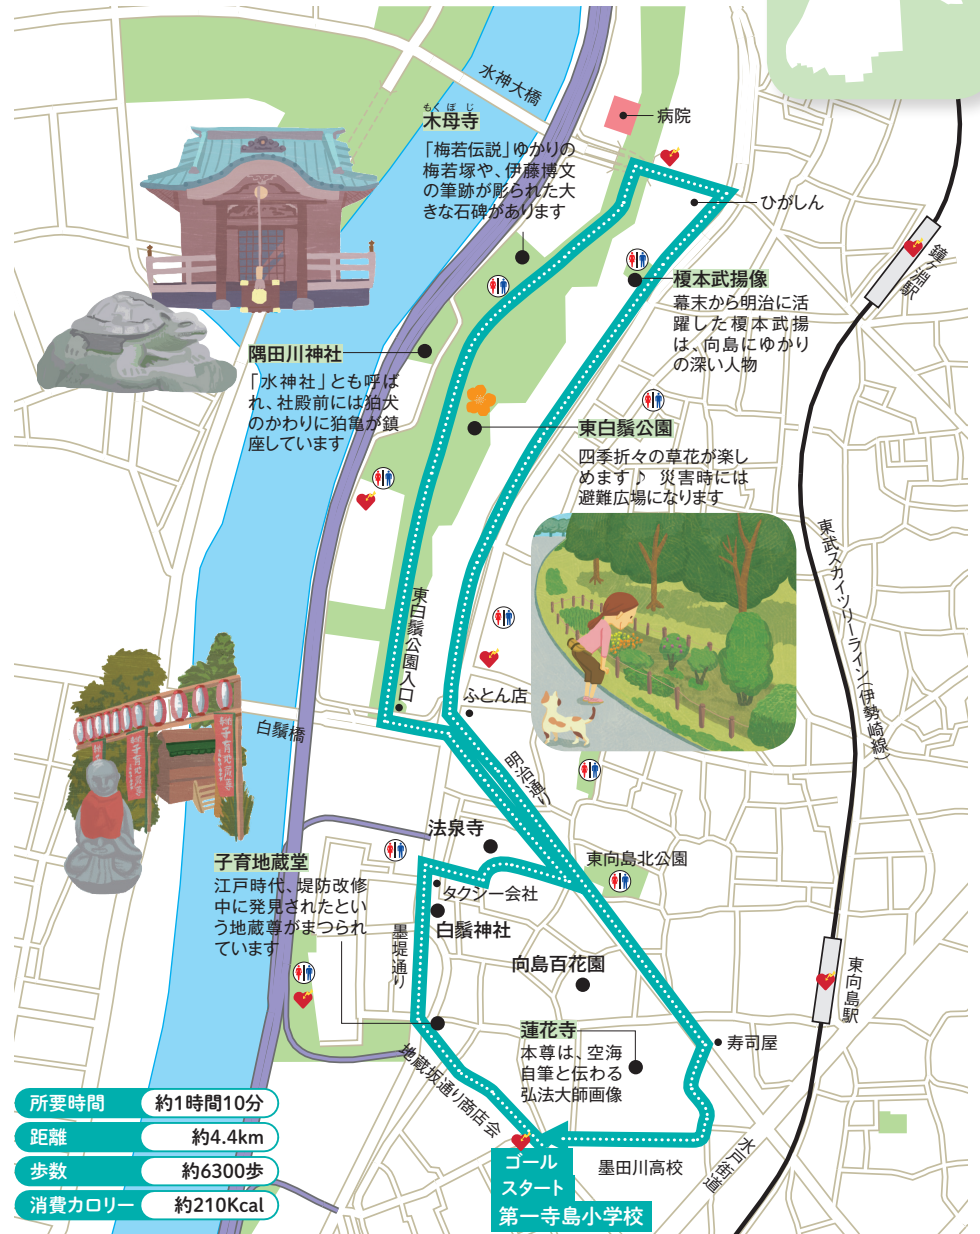 水神大橋
もくぼじ
木母寺
「梅若伝説」ゆかりの
梅若塚や、伊藤博文
の筆跡が彫られた大
きな石碑があります
病院
ひがしん
鐘ヶ淵駅
榎本武揚像
幕末から明治に活
躍した榎本武揚
は、向島にゆかり
の深い人物
隅田川神社
「水神社」とも呼ば
れ、社殿前には狛犬
のかわりに狛亀が鎮
座しています
東白鬚公園
四季折々の草花が楽し
めます♪ 災害時には
避難広場になります
東武スカイツリーライン(伊勢崎線)
東白鬚公園入口
ふとん店
白鬚橋
明治通り
法泉寺
東向島北公園
子育地蔵堂
江戸時代、堤防改修
中に発見されたとい
う地蔵尊がまつられ
ています
タクシー会社
白鬚神社
墨堤通り
向島百花園
東向島駅
蓮花寺
本尊は、空海
自筆と伝わる
弘法大師画像
寿司屋
地蔵坂通り商店会
水戸街道
墨田川高校
ゴール
スタート
第一寺島小学校
所要時間 約1時間10分
距離 約4.4km
歩数 約6300歩
消費カロリー 約210Kcal